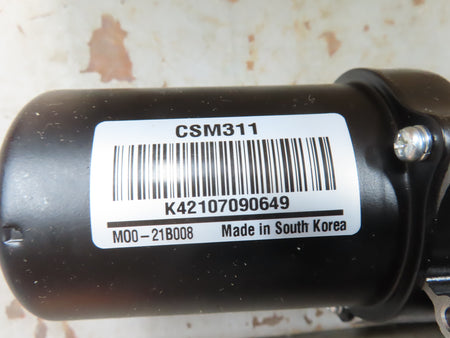 CSM311
K42107090649
M00-21B008 Made in South Korea